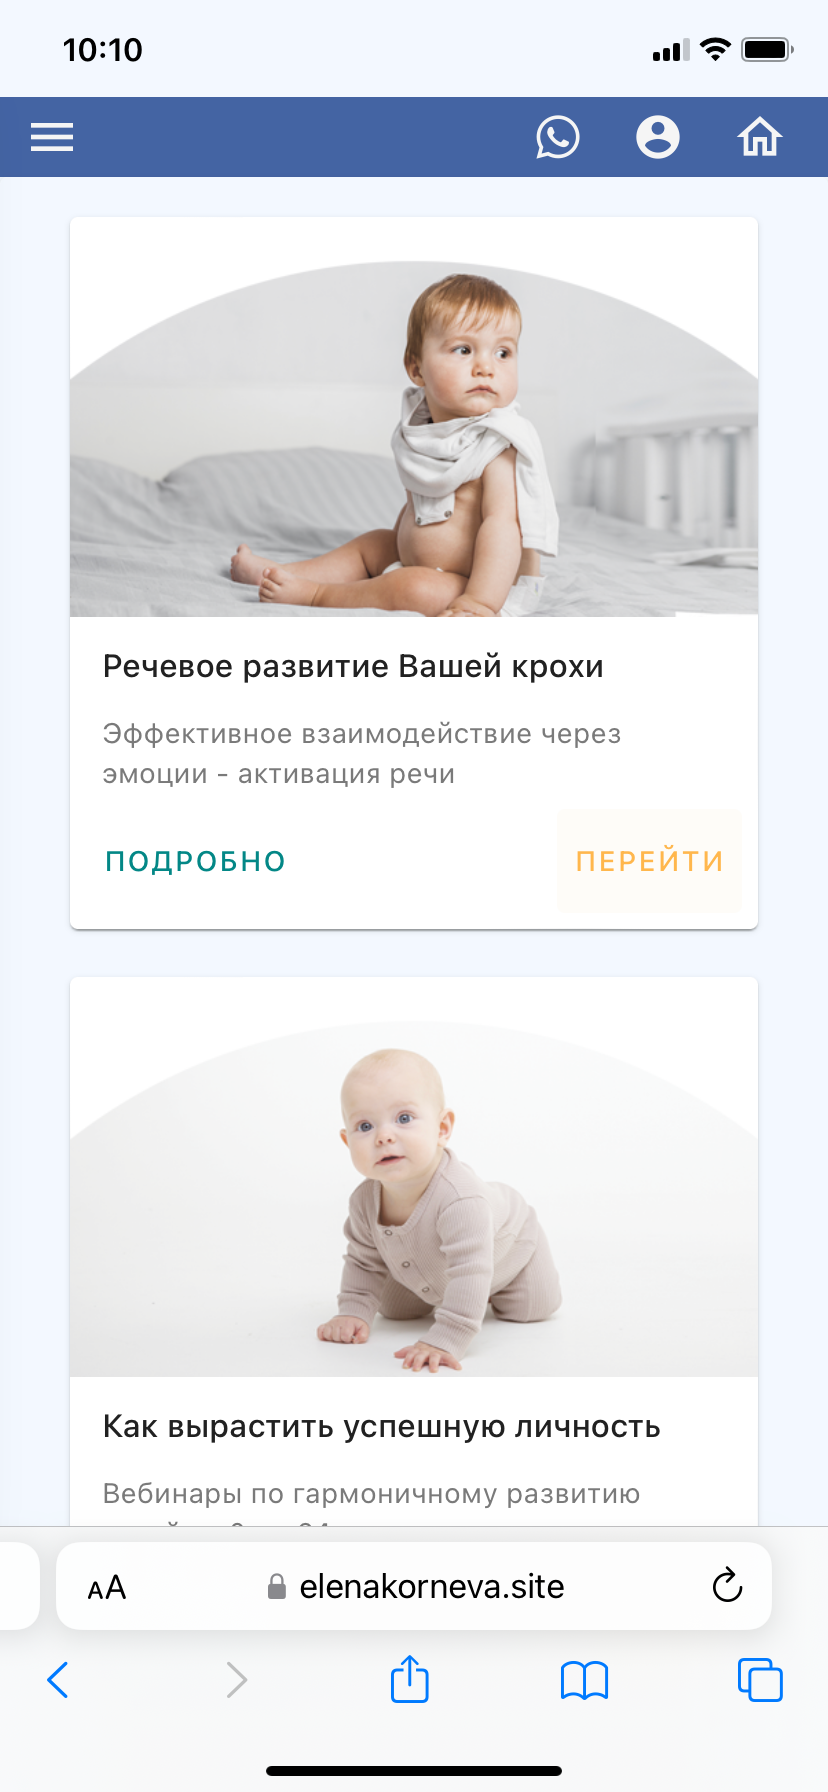 10:10
Речевое развитие Вашей крохи
Эффективное взаимодействие через
эмоции - активация речи
ПОДРОБНО
ПЕРЕЙТИ
Как вырастить успешную личность
Вебинары по гармоничному развитию
AA
elenakorneva.site